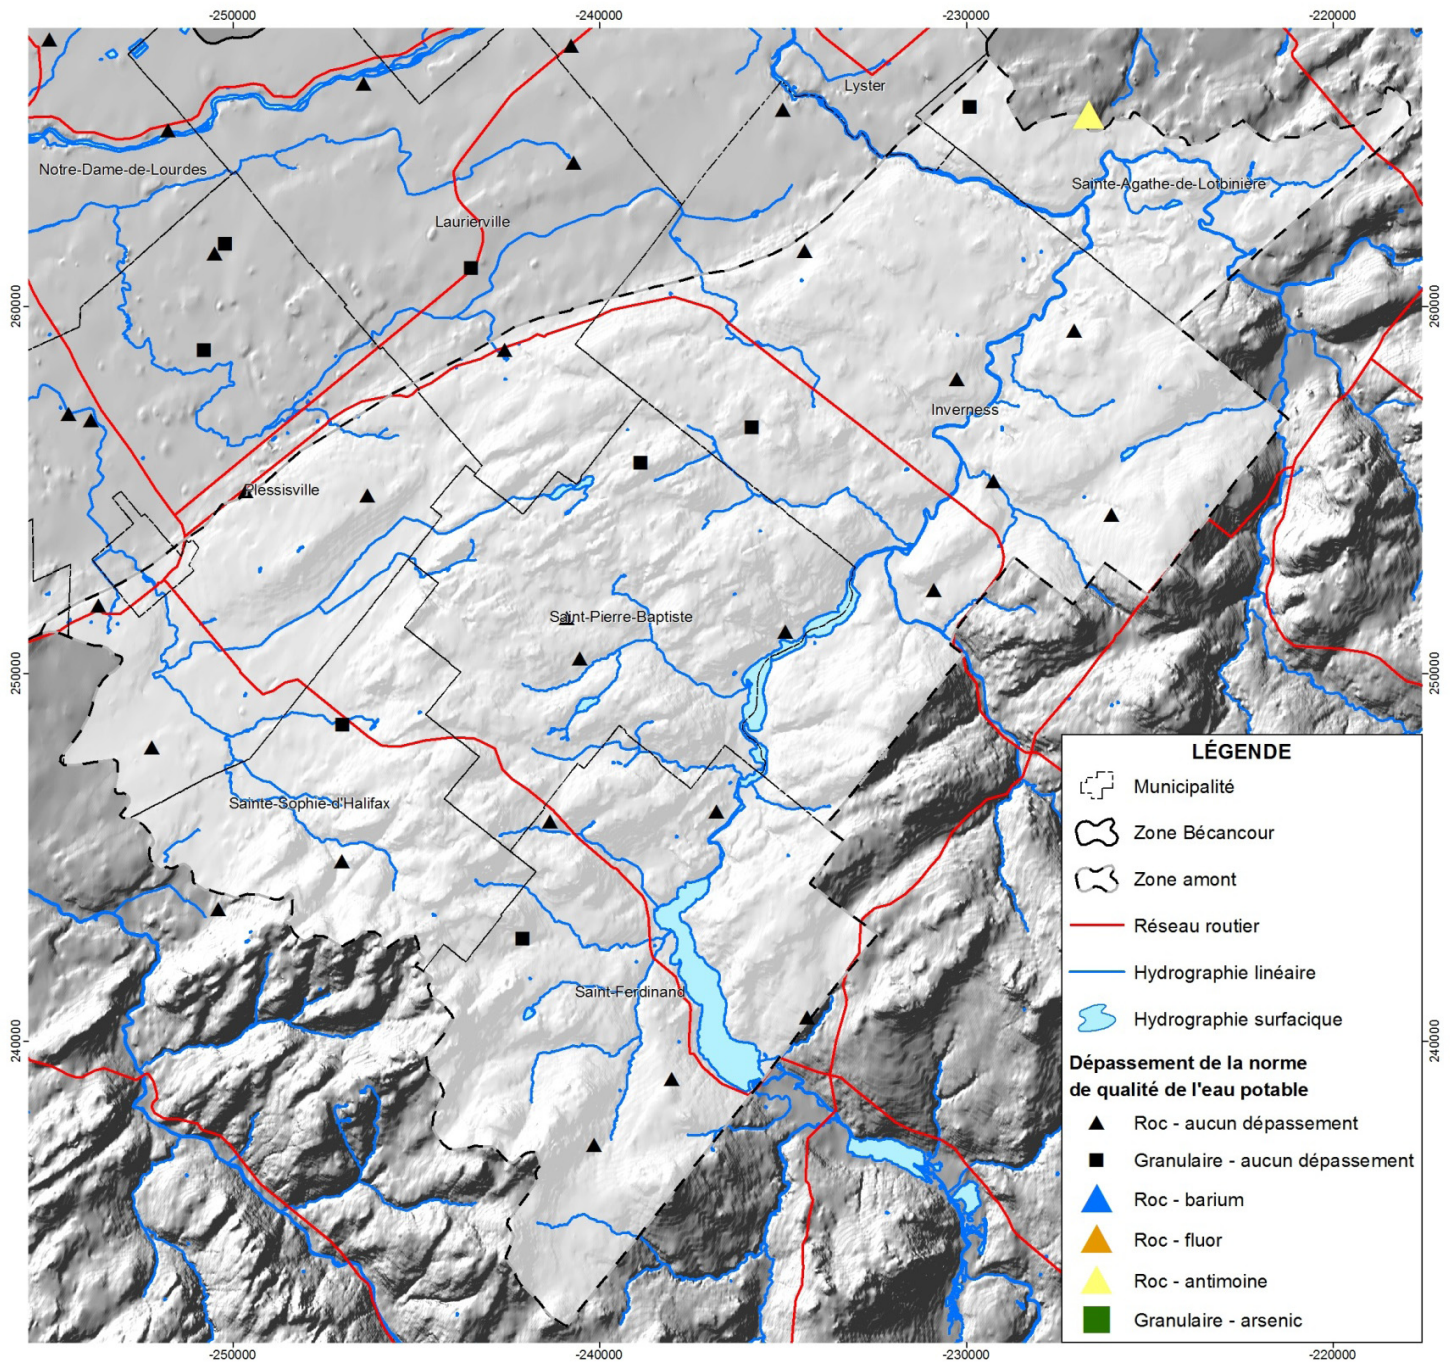 -250000
-240000
-230000
-220000
Lyster
Notre-Dame-de-Lourdes
Sainte-Agathe-de-Lotbinière
Laurierville
260000
260000
Inverness
Plessisville
Saint-Pierre-Baptiste
250000
250000
Sainte-Sophie-d'Halifax
Saint-Ferdinand
240000
240000
LÉGENDE
Municipalité
Zone Bécancour
Zone amont
Réseau routier
Hydrographie linéaire
Hydrographie surfacique
Dépassement de la norme
de qualité de l'eau potable
Roc - aucun dépassement
Granulaire - aucun dépassement
Roc - barium
Roc - fluor
Roc - antimoine
Granulaire - arsenic
-250000
-240000
-230000
-220000